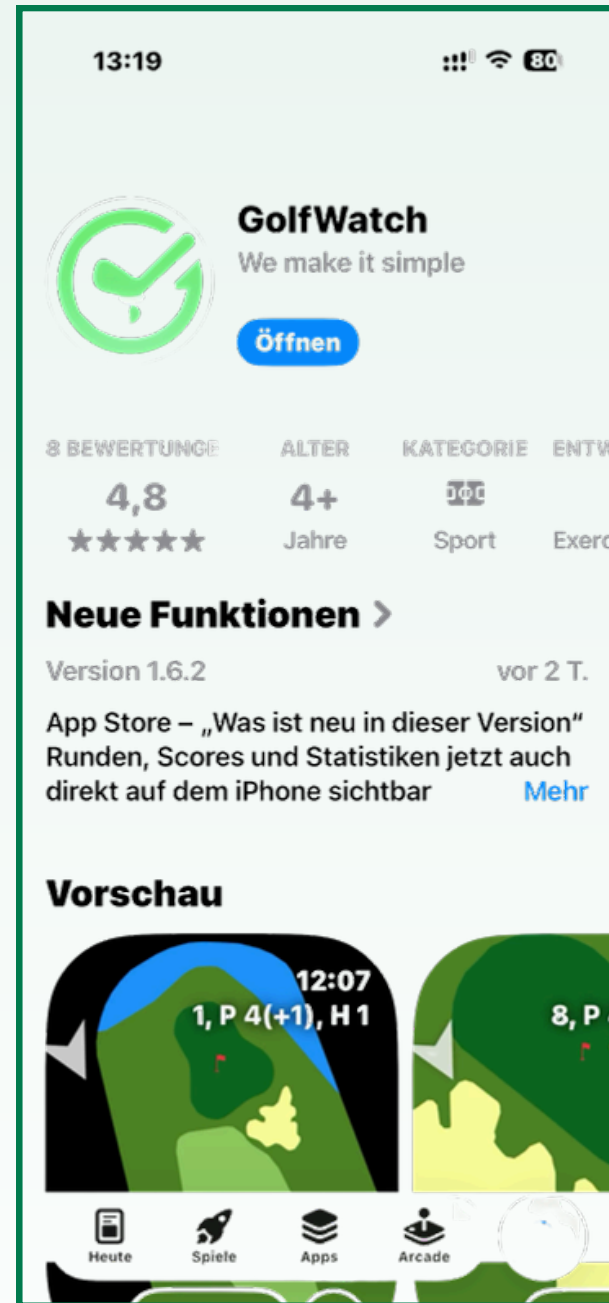 13:19
80
GolfWatch
We make it simple
Öffnen
8 BEWERTUNGE
ALTER
KATEGORIE
ENTW
4,8
4+
★★★★★
Jahre
Sport
Exerc
Neue Funktionen >
Version 1.6.2
vor 2 T.
App Store – „Was ist neu in dieser Version“
Runden, Scores und Statistiken jetzt auch
direkt auf dem iPhone sichtbar
Mehr
Vorschau
12:07
1, P 4(+1), H 1
8, P
Heute
Spiele
Apps
Arcade